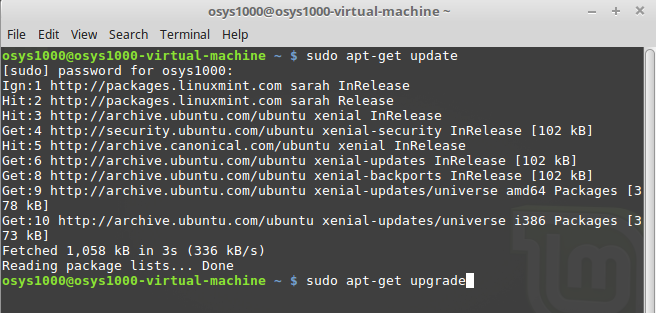 osys1000@osys1000-virtual-machine ~
File Edit View Search Terminal Help
osys1000@osys1000-virtual-machine ~ $ sudo apt-get update
[sudo] password for osys1000:
Ign:1 http://packages.linuxmint.com sarah InRelease
Hit:2 http://packages.linuxmint.com sarah Release
Hit:3 http://archive.ubuntu.com/ubuntu xenial InRelease
Get:4 http://security.ubuntu.com/ubuntu xenial-security InRelease [102 kB]
Hit:5 http://archive.canonical.com/ubuntu xenial InRelease
Get:6 http://archive.ubuntu.com/ubuntu xenial-updates InRelease [102 kB]
Get:8 http://archive.ubuntu.com/ubuntu xenial-backports InRelease [102 kB]
Get:9 http://archive.ubuntu.com/ubuntu xenial-updates/universe amd64 Packages [3
78 kB]
Get:10 http://archive.ubuntu.com/ubuntu xenial-updates/universe i386 Packages [3
73 kB]
Fetched 1,058 kB in 3s (336 kB/s)
Reading package lists... Done
osys1000@osys1000-virtual-machine ~ $ sudo apt-get upgrade